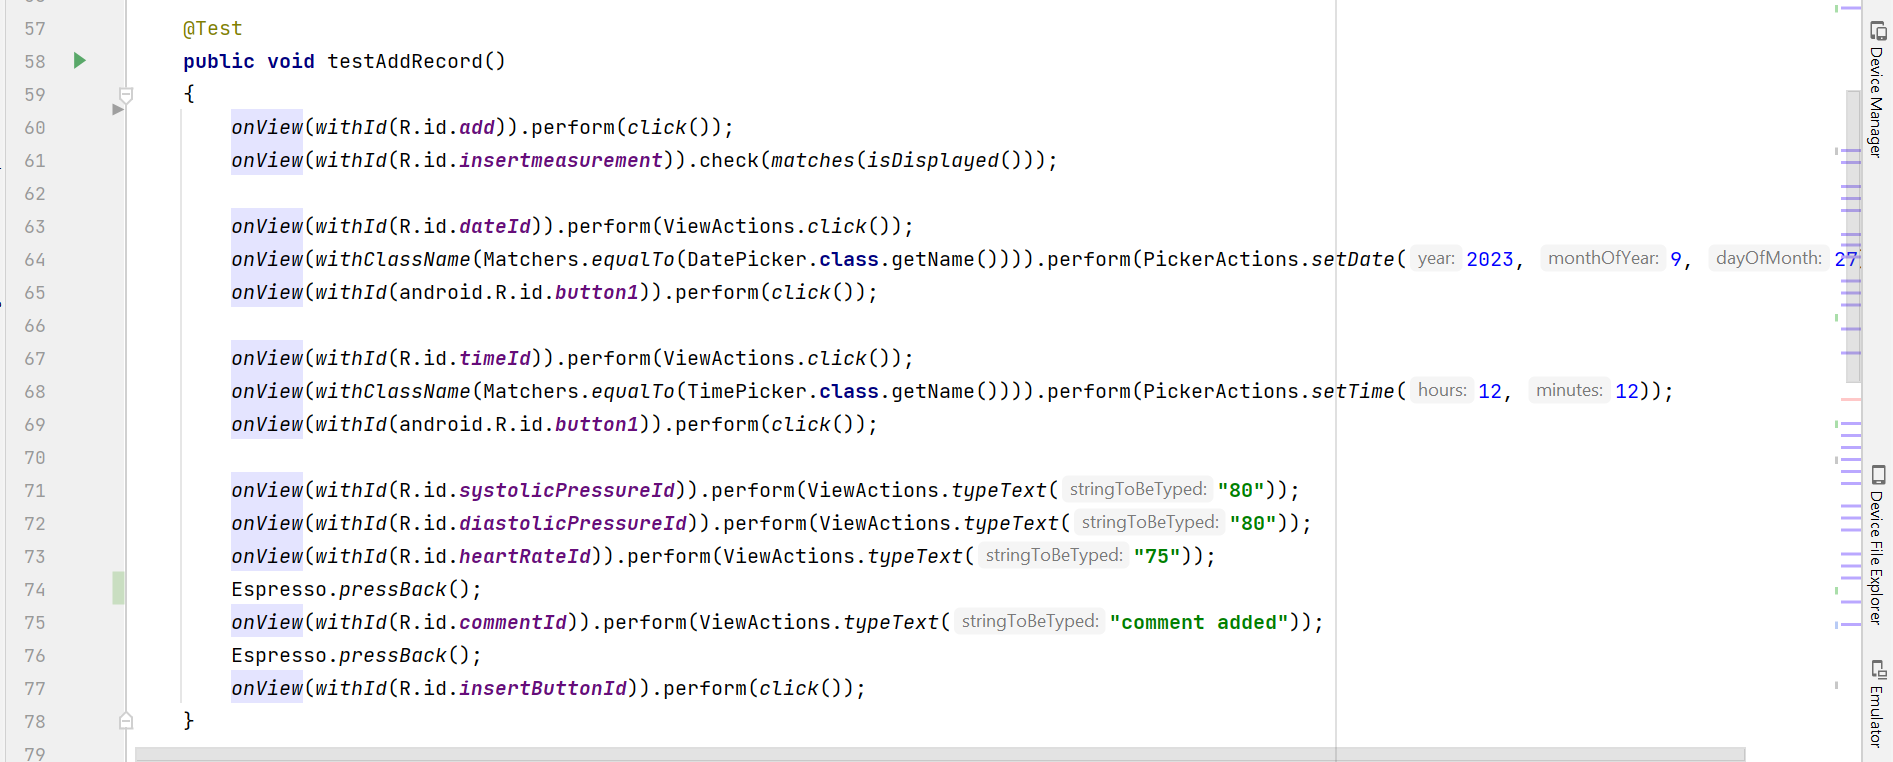 57 @Test
58 public void testAddRecord()
59 {
60 onView(withId(R.id.add)).perform(click());
61 onView(withId(R.id.insertmeasurement)).check(matches(isDisplayed()));
62
63 onView(withId(R.id.dateId)).perform(ViewActions.click());
64 onView(withClassName(Matchers.equalTo(DatePicker.class.getName()))).perform(PickerActions.setDate( year: 2023, monthOfYear: 9, dayOfMonth: 27
65 onView(withId(android.R.id.button1)).perform(click());
66
67 onView(withId(R.id.timeId)).perform(ViewActions.click());
68 onView(withClassName(Matchers.equalTo(TimePicker.class.getName()))).perform(PickerActions.setTime( hours: 12, minutes: 12));
69 onView(withId(android.R.id.button1)).perform(click());
70
71 onView(withId(R.id.systolicPressureId)).perform(ViewActions.typeText( stringToBeTyped: "80"));
72 onView(withId(R.id.diastolicPressureId)).perform(ViewActions.typeText( stringToBeTyped: "80"));
73 onView(withId(R.id.heartRateId)).perform(ViewActions.typeText( stringToBeTyped: "75"));
74 Espresso.pressBack();
75 onView(withId(R.id.commentId)).perform(ViewActions.typeText( stringToBeTyped: "comment added"));
76 Espresso.pressBack();
77 onView(withId(R.id.insertButtonId)).perform(click());
78 }
79
Device Manager
Device File Explorer
Emulator